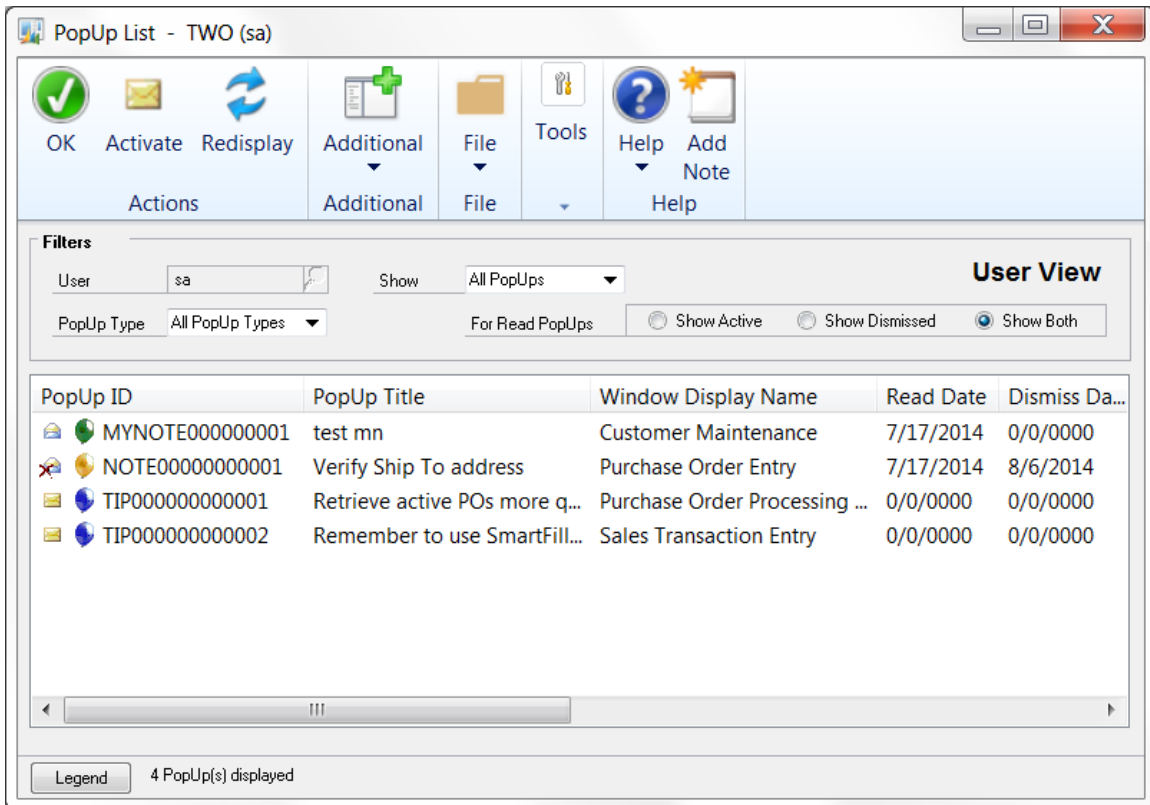 PopUp List - TWO (sa)
OK Activate Redisplay Additional File Tools Help Add Note
Actions Additional File Help
Filters
User sa Show All PopUps User View
PopUp Type All PopUp Types For Read PopUps Show Active Show Dismissed Show Both
PopUp ID PopUp Title Window Display Name Read Date Dismiss Da...
MYNOTE000000001 test mn Customer Maintenance 7/17/2014 0/0/0000
NOTE00000000001 Verify Ship To address Purchase Order Entry 7/17/2014 8/6/2014
TIP000000000001 Retrieve active POs more q... Purchase Order Processing ... 0/0/0000 0/0/0000
TIP000000000002 Remember to use SmartFill... Sales Transaction Entry 0/0/0000 0/0/0000
Legend 4 PopUp(s) displayed